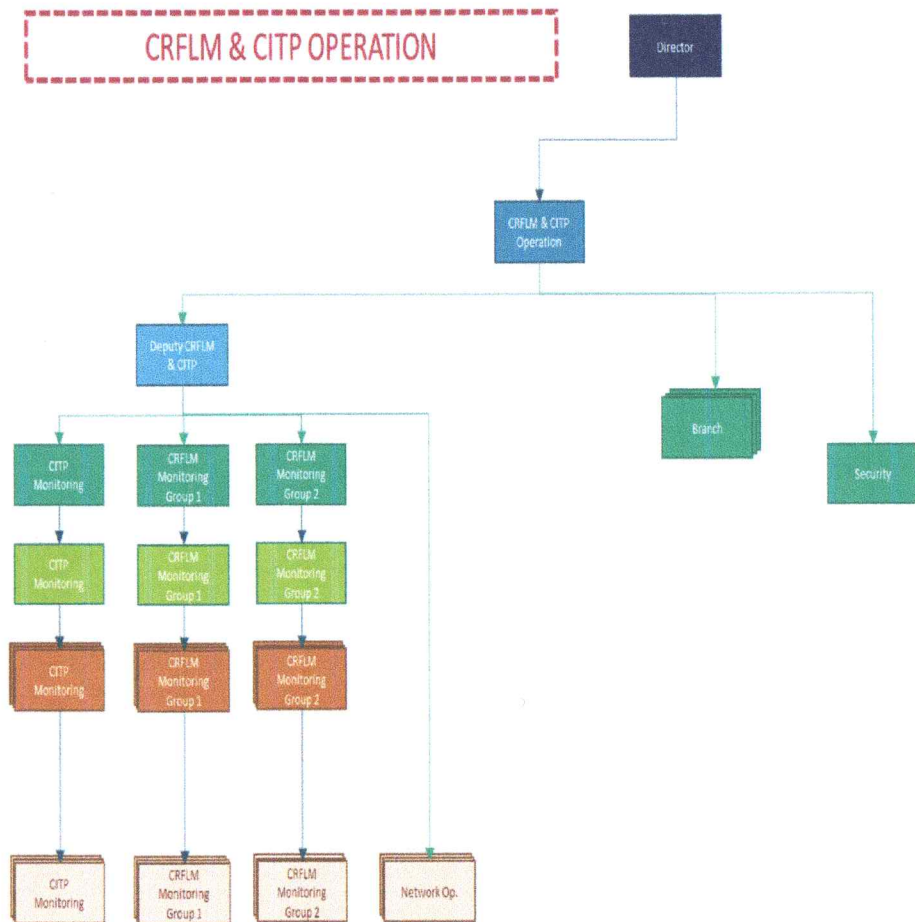 CRFLM & CITP OPERATION
Director
CRFLM & CITP
Operation
Deputy CRFLM
& CITP
Branch
Security
CITP
Monitoring
CRFLM
Monitoring
Group 1
CRFLM
Monitoring
Group 2
CITP
Monitoring
CRFLM
Monitoring
Group 1
CRFLM
Monitoring
Group 2
CITP
Monitoring
CRFLM
Monitoring
Group 1
CRFLM
Monitoring
Group 2
CITP
Monitoring
CRFLM
Monitoring
Group 1
CRFLM
Monitoring
Group 2
Network Op.